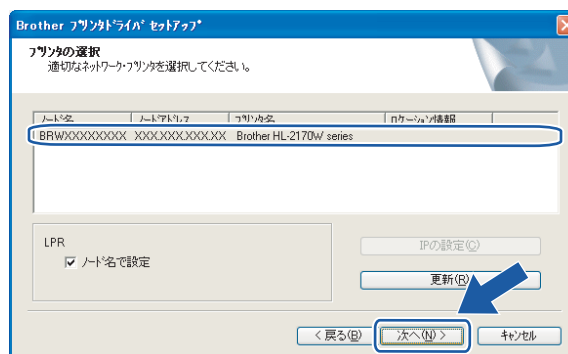 Brother プリンタドライバ セットアップ
プリンタの選択
適切なネットワーク・プリンタを選択してください。
ノード名 ノードアドレス プリンタ名 ロケーション情報
BRWXXXXXXXXX XXX.XXX.XXX.XX Brother HL-2170W series
LPR
ノード名で設定
IPの設定(C)
更新(R)
< 戻る(B) 次へ(N) > キャンセル